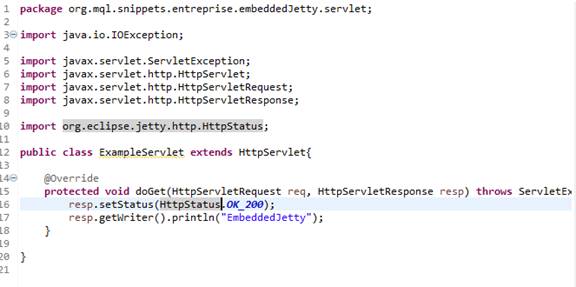 1 package org.mql.snippets.entreprise.embeddedJetty.servlet;
2
3 import java.io.IOException;
4
5 import javax.servlet.ServletException;
6 import javax.servlet.http.HttpServlet;
7 import javax.servlet.http.HttpServletRequest;
8 import javax.servlet.http.HttpServletResponse;
9
10 import org.eclipse.jetty.http.HttpStatus;
11
12 public class ExampleServlet extends HttpServlet{
13
14 @Override
15 protected void doGet(HttpServletRequest req, HttpServletResponse resp) throws ServletEx
16 resp.setStatus(HttpStatus.OK_200);
17 resp.getWriter().println("EmbeddedJetty");
18 }
19
20 }
21